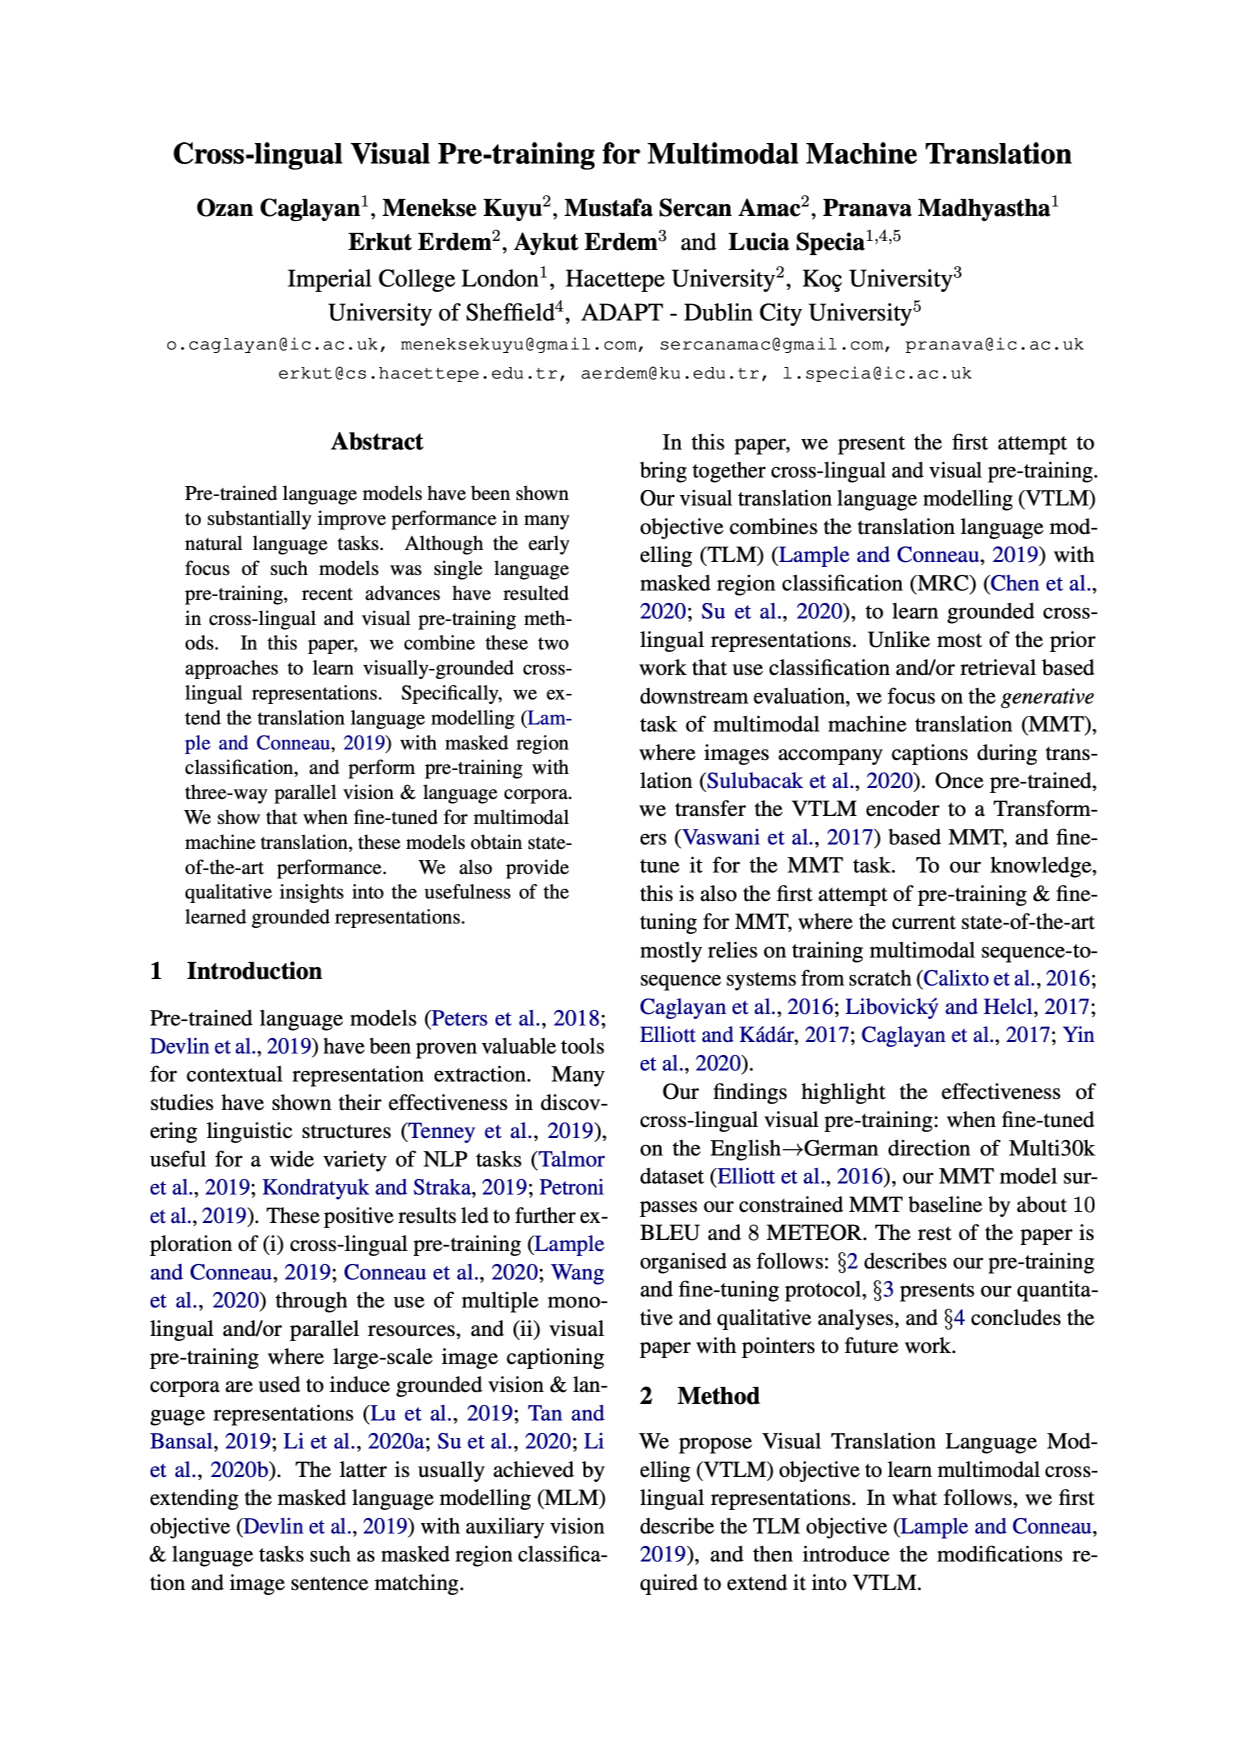 Cross-lingual Visual Pre-training for Multimodal Machine Translation
Ozan Caglayan1, Menekse Kuyu2, Mustafa Sercan Amac2, Pranava Madhyastha1
Erkut Erdem2, Aykut Erdem3 and Lucia Specia1,4,5
Imperial College London1, Hacettepe University2, Koç University3
University of Sheffield4, ADAPT - Dublin City University5
o.caglayan@ic.ac.uk, meneksekuyu@gmail.com, sercanamac@gmail.com, pranava@ic.ac.uk
erkut@cs.hacettepe.edu.tr, aerdem@ku.edu.tr, l.specia@ic.ac.uk
Abstract
Pre-trained language models have been shown
to substantially improve performance in many
natural language tasks. Although the early
focus of such models was single language
pre-training, recent advances have resulted
in cross-lingual and visual pre-training meth-
ods. In this paper, we combine these two
approaches to learn visually-grounded cross-
lingual representations. Specifically, we ex-
tend the translation language modelling (Lam-
ple and Conneau, 2019) with masked region
classification, and perform pre-training with
three-way parallel vision & language corpora.
We show that when fine-tuned for multimodal
machine translation, these models obtain state-
of-the-art performance. We also provide
qualitative insights into the usefulness of the
learned grounded representations.
1 Introduction
Pre-trained language models (Peters et al., 2018;
Devlin et al., 2019) have been proven valuable tools
for contextual representation extraction. Many
studies have shown their effectiveness in discov-
ering linguistic structures (Tenney et al., 2019),
useful for a wide variety of NLP tasks (Talmor
et al., 2019; Kondratyuk and Straka, 2019; Petroni
et al., 2019). These positive results led to further ex-
ploration of (i) cross-lingual pre-training (Lample
and Conneau, 2019; Conneau et al., 2020; Wang
et al., 2020) through the use of multiple mono-
lingual and/or parallel resources, and (ii) visual
pre-training where large-scale image captioning
corpora are used to induce grounded vision & lan-
guage representations (Lu et al., 2019; Tan and
Bansal, 2019; Li et al., 2020a; Su et al., 2020; Li
et al., 2020b). The latter is usually achieved by
extending the masked language modelling (MLM)
objective (Devlin et al., 2019) with auxiliary vision
& language tasks such as masked region classifica-
tion and image sentence matching.
In this paper, we present the first attempt to
bring together cross-lingual and visual pre-training.
Our visual translation language modelling (VTLM)
objective combines the translation language mod-
elling (TLM) (Lample and Conneau, 2019) with
masked region classification (MRC) (Chen et al.,
2020; Su et al., 2020), to learn grounded cross-
lingual representations. Unlike most of the prior
work that use classification and/or retrieval based
downstream evaluation, we focus on the generative
task of multimodal machine translation (MMT),
where images accompany captions during trans-
lation (Sulubacak et al., 2020). Once pre-trained,
we transfer the VTLM encoder to a Transform-
ers (Vaswani et al., 2017) based MMT, and fine-
tune it for the MMT task. To our knowledge,
this is also the first attempt of pre-training & fine-
tuning for MMT, where the current state-of-the-art
mostly relies on training multimodal sequence-to-
sequence systems from scratch (Calixto et al., 2016;
Caglayan et al., 2016; Libovický and Helcl, 2017;
Elliott and Kádár, 2017; Caglayan et al., 2017; Yin
et al., 2020).
Our findings highlight the effectiveness of
cross-lingual visual pre-training: when fine-tuned
on the English→German direction of Multi30k
dataset (Elliott et al., 2016), our MMT model sur-
passes our constrained MMT baseline by about 10
BLEU and 8 METEOR. The rest of the paper is
organised as follows: §2 describes our pre-training
and fine-tuning protocol, §3 presents our quantita-
tive and qualitative analyses, and §4 concludes the
paper with pointers to future work.
2 Method
We propose Visual Translation Language Mod-
elling (VTLM) objective to learn multimodal cross-
lingual representations. In what follows, we first
describe the TLM objective (Lample and Conneau,
2019), and then introduce the modifications re-
quired to extend it into VTLM.